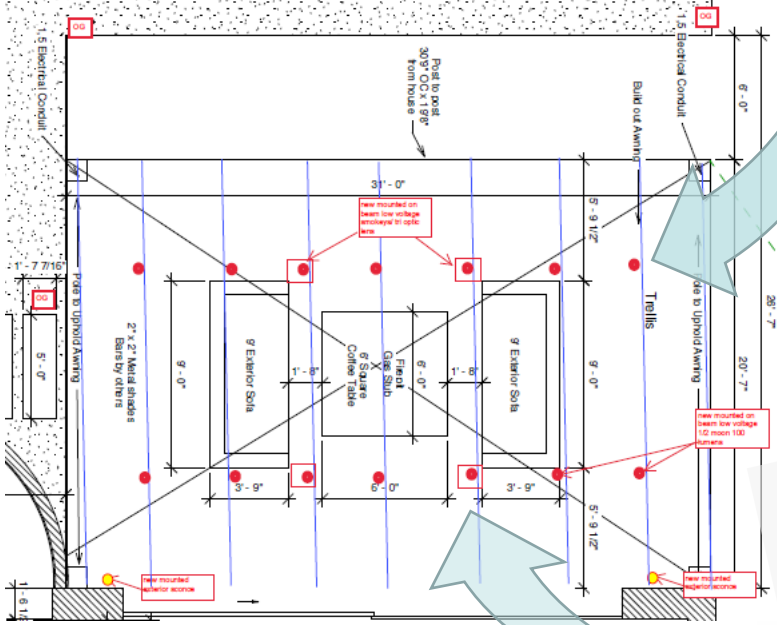 OG
OG
1.5 Electrical Conduit
1.5 Electrical Conduit
Post to post
30'9" OC x 19'8"
from house
Build out Awning
6' - 0"
26' - 7"
20' - 7"
31' - 0"
5' - 9 1/2"
new mounted on
beam low voltage
smokeys/ tri optic
lens
1' - 7 7/16"
OG
5' - 0"
Pole to Uphold Awning
2" x 2" Metal shades
Bars by others
9' - 0"
9' Exterior Sofa
1' - 8"
Firepit
Gas Stub
X
6' Square
Coffee Table
6' - 0"
1' - 8"
9' Exterior Sofa
9' - 0"
Trellis
Pole to Uphold Awning
new mounted on
beam low voltage
1/2 moon 100
lumens
3' - 9"
6' - 0"
3' - 9"
5' - 9 1/2"
new mounted
exterior sconce
new mounted
exterior sconce